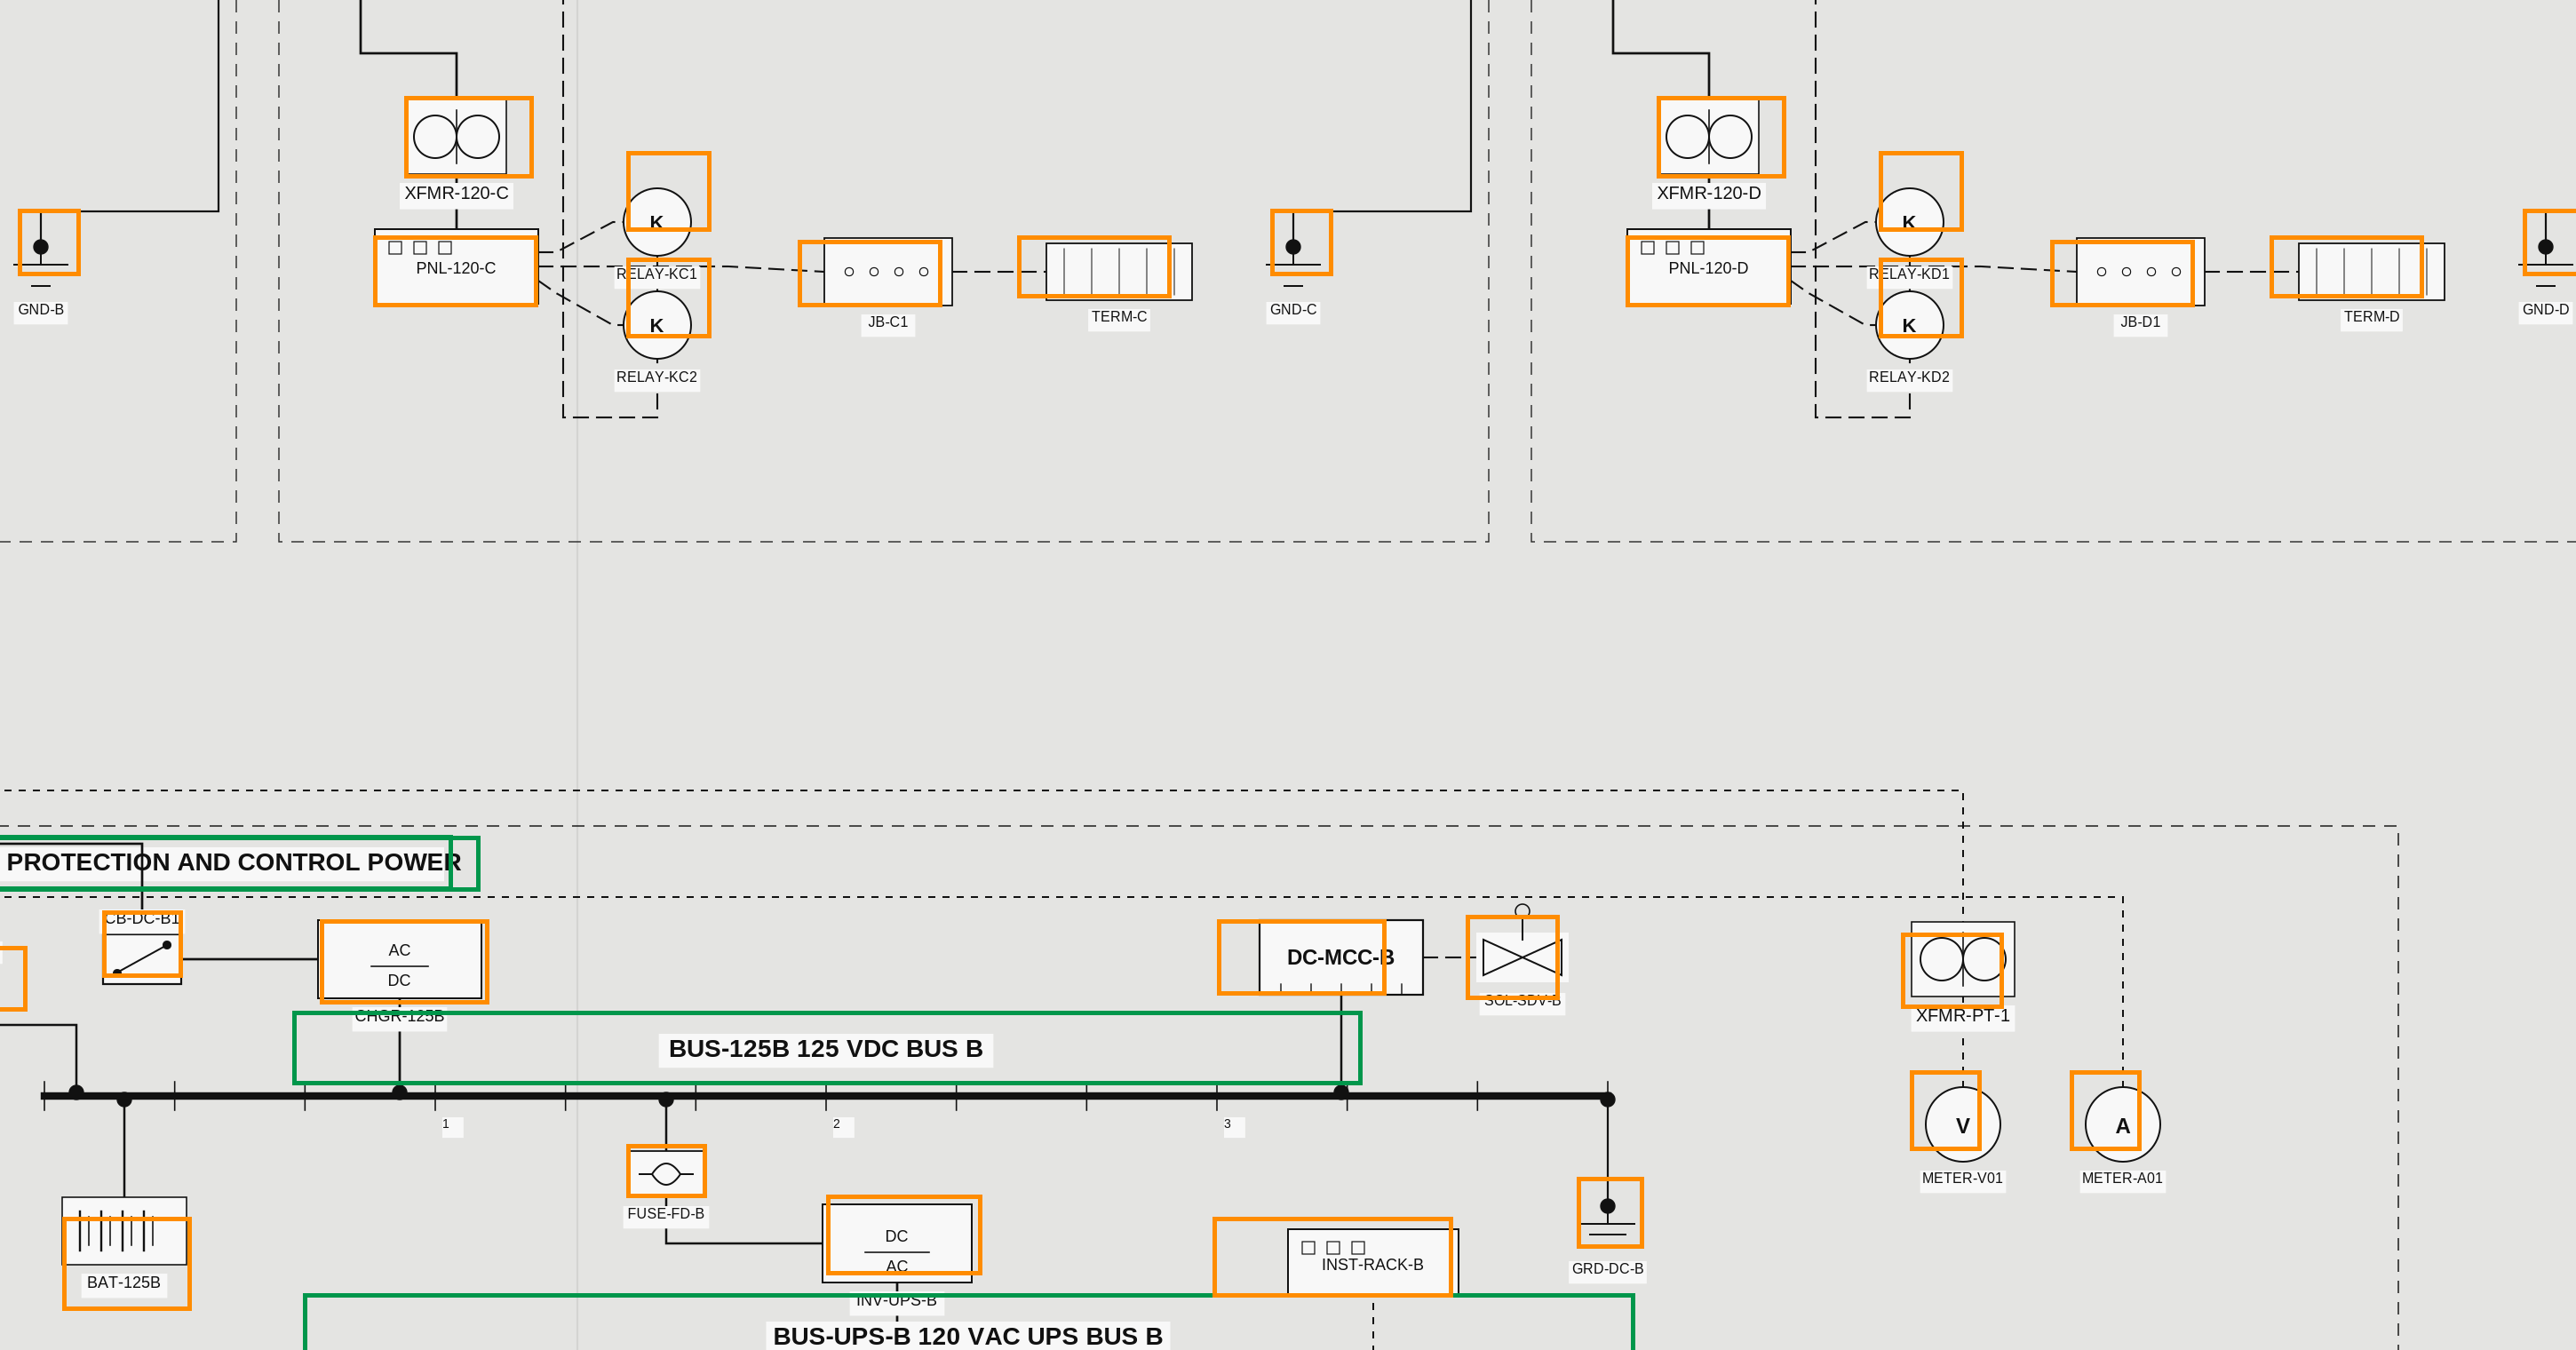 XFMR-120-C
XFMR-120-D
K
K
PNL-120-C
RELAY-KC1
PNL-120-D
RELAY-KD1
GND-B
JB-C1
TERM-C
GND-C
K
JB-D1
TERM-D
GND-D
K
RELAY-KC2
RELAY-KD2
PROTECTION AND CONTROL POWER
CB-DC-B1
AC
DC
DC-MCC-B
CHGR-125B
SOL-SDV-B
XFMR-PT-1
BUS-125B 125 VDC BUS B
1
2
3
V
A
METER-V01
METER-A01
FUSE-FD-B
DC
AC
INST-RACK-B
GRD-DC-B
BAT-125B
INV-UPS-B
BUS-UPS-B 120 VAC UPS BUS B